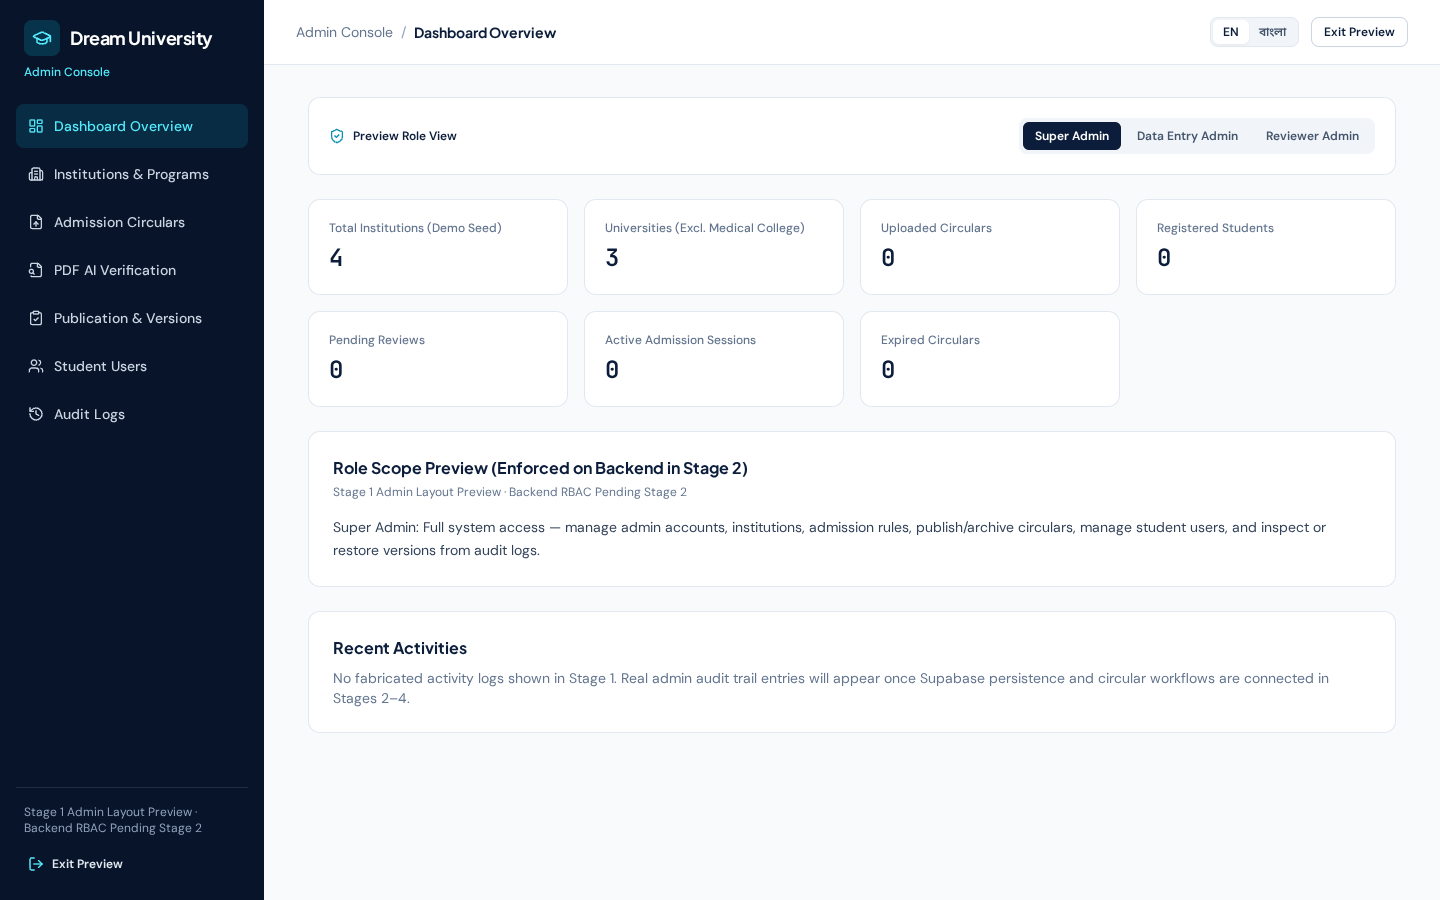 Dream University
Admin Console
Dashboard Overview
Institutions & Programs
Admission Circulars
PDF AI Verification
Publication & Versions
Student Users
Audit Logs
Stage 1 Admin Layout Preview ·
Backend RBAC Pending Stage 2
Exit Preview
Admin Console / Dashboard Overview
EN বাংলা Exit Preview
Preview Role View
Super Admin Data Entry Admin Reviewer Admin
Total Institutions (Demo Seed)
4
Universities (Excl. Medical College)
3
Uploaded Circulars
0
Registered Students
0
Pending Reviews
0
Active Admission Sessions
0
Expired Circulars
0
Role Scope Preview (Enforced on Backend in Stage 2)
Stage 1 Admin Layout Preview · Backend RBAC Pending Stage 2
Super Admin: Full system access — manage admin accounts, institutions, admission rules, publish/archive circulars, manage student users, and inspect or
restore versions from audit logs.
Recent Activities
No fabricated activity logs shown in Stage 1. Real admin audit trail entries will appear once Supabase persistence and circular workflows are connected in
Stages 2–4.